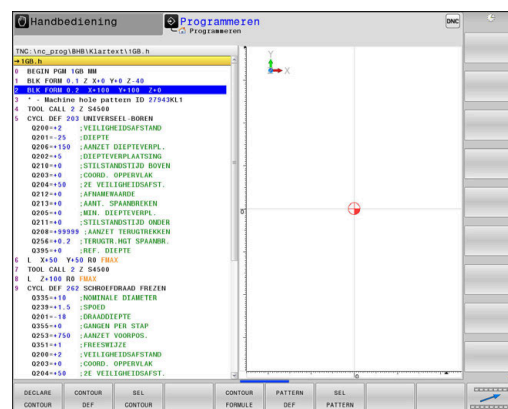 Handbediening
Programmeren
Programmeren
DNC
TNC:\nc_prog\BHB\Klartext\1GB.h
→1GB.h
0 BEGIN PGM 1GB MM
1 BLK FORM 0.1 Z X+0 Y+0 Z-40
2 BLK FORM 0.2 X+100 Y+100 Z+0
3 * - Machine hole pattern ID 27943KL1
4 TOOL CALL 2 Z S4500
5 CYCL DEF 203 UNIVERSEEL-BOREN
Q200=+2 ;VEILIGHEIDSAFSTAND
Q201=-25 ;DIEPTE
Q206=+150 ;AANZET DIEPTEVERPL.
Q202=+5 ;DIEPTEVERPLAATSING
Q210=+0 ;STILSTANDSTIJD BOVEN
Q203=+0 ;COORD. OPPERVLAK
Q204=+50 ;2E VEILIGHEIDSAFST.
Q212=+0 ;AFNAMEWAARDE
Q213=+0 ;AANT. SPAANBREKEN
Q205=+0 ;MIN. DIEPTEVERPL.
Q211=+0 ;STILSTANDSTIJD ONDER
Q208=+99999 ;AANZET TERUGTREKKEN
Q256=+0.2 ;TERUGTR.HGT SPAANBR.
Q395=+0 ;REF. DIEPTE
6 L X+50 Y+50 R0 FMAX
7 TOOL CALL 2 Z S4500
8 L Z+100 R0 FMAX
9 CYCL DEF 262 SCHROEFDRAAD FREZEN
Q335=+10 ;NOMINALE DIAMETER
Q239=+1.5 ;SPOED
Q201=-18 ;DRAADDIEPTE
Q355=+0 ;GANGEN PER STAP
Q253=+750 ;AANZET VOORPOS.
Q351=+1 ;FREESWIJZE
Q200=+2 ;VEILIGHEIDSAFSTAND
Q203=+0 ;COORD. OPPERVLAK
Q204=+50 ;2E VEILIGHEIDSAFST.
Y
X
0
0
DECLARE CONTOUR
CONTOUR DEF
SEL CONTOUR
CONTOUR FORMULE
PATTERN DEF
SEL PATTERN